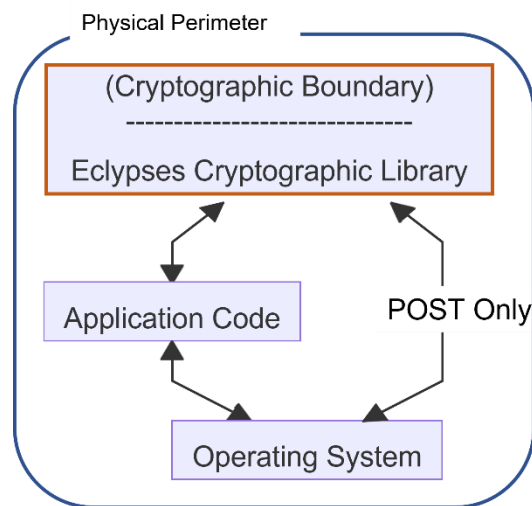 Physical Perimeter
(Cryptographic Boundary)
------------------------------
Eclypses Cryptographic Library
Application Code
POST Only
Operating System